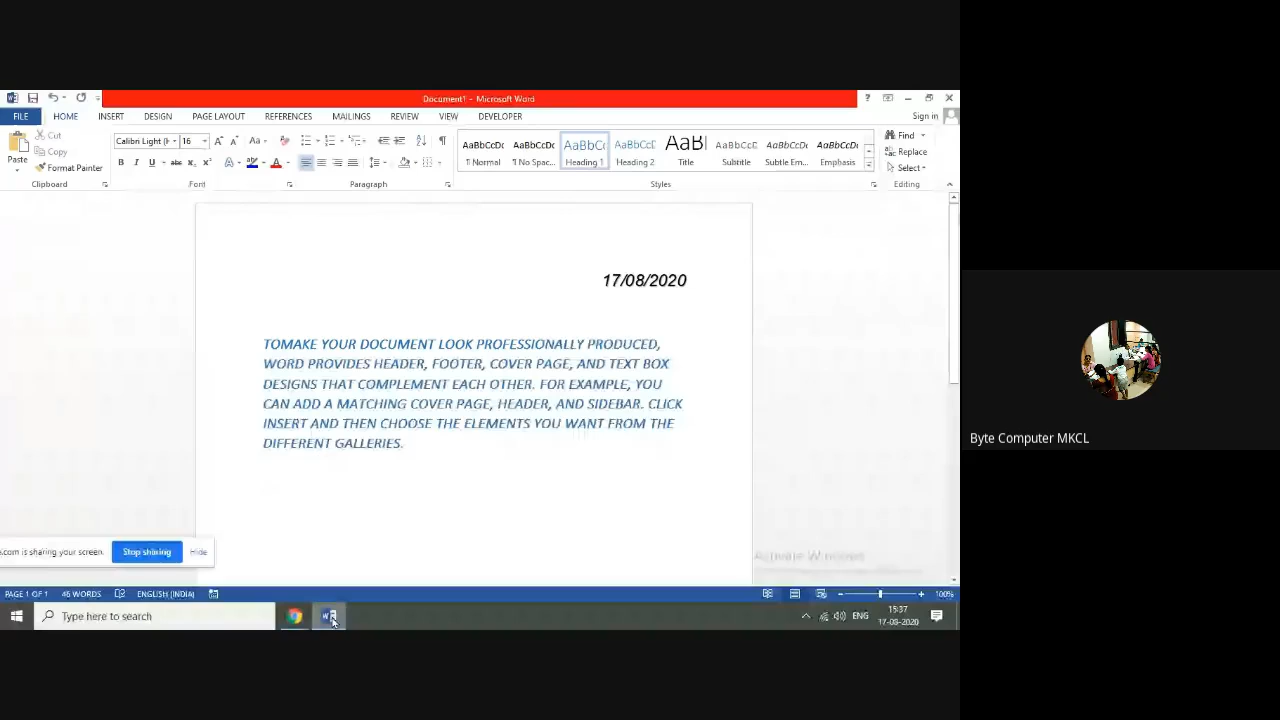 Document1 - Microsoft Word
FILE HOME INSERT DESIGN PAGE LAYOUT REFERENCES MAILINGS REVIEW VIEW DEVELOPER Sign in
Cut
Copy
Format Painter
Paste
Calibri Light (H 16
AaBbCcDc AaBbCcDc AaBbCc AaBbCcC AaBl AaBbCcC AaBbCcDc AaBbCcDc
¶ Normal ¶ No Spac... Heading 1 Heading 2 Title Subtitle Subtle Em... Emphasis
Find
Replace
Select
Clipboard Font Paragraph Styles Editing
17/08/2020
TOMAKE YOUR DOCUMENT LOOK PROFESSIONALLY PRODUCED,
WORD PROVIDES HEADER, FOOTER, COVER PAGE, AND TEXT BOX
DESIGNS THAT COMPLEMENT EACH OTHER. FOR EXAMPLE, YOU
CAN ADD A MATCHING COVER PAGE, HEADER, AND SIDEBAR. CLICK
INSERT AND THEN CHOOSE THE ELEMENTS YOU WANT FROM THE
DIFFERENT GALLERIES.
Byte Computer MKCL
.com is sharing your screen. Stop sharing Hide
Activate Windows
PAGE 1 OF 1 46 WORDS ENGLISH (INDIA) 100%
Type here to search
ENG
15:37
17-08-2020